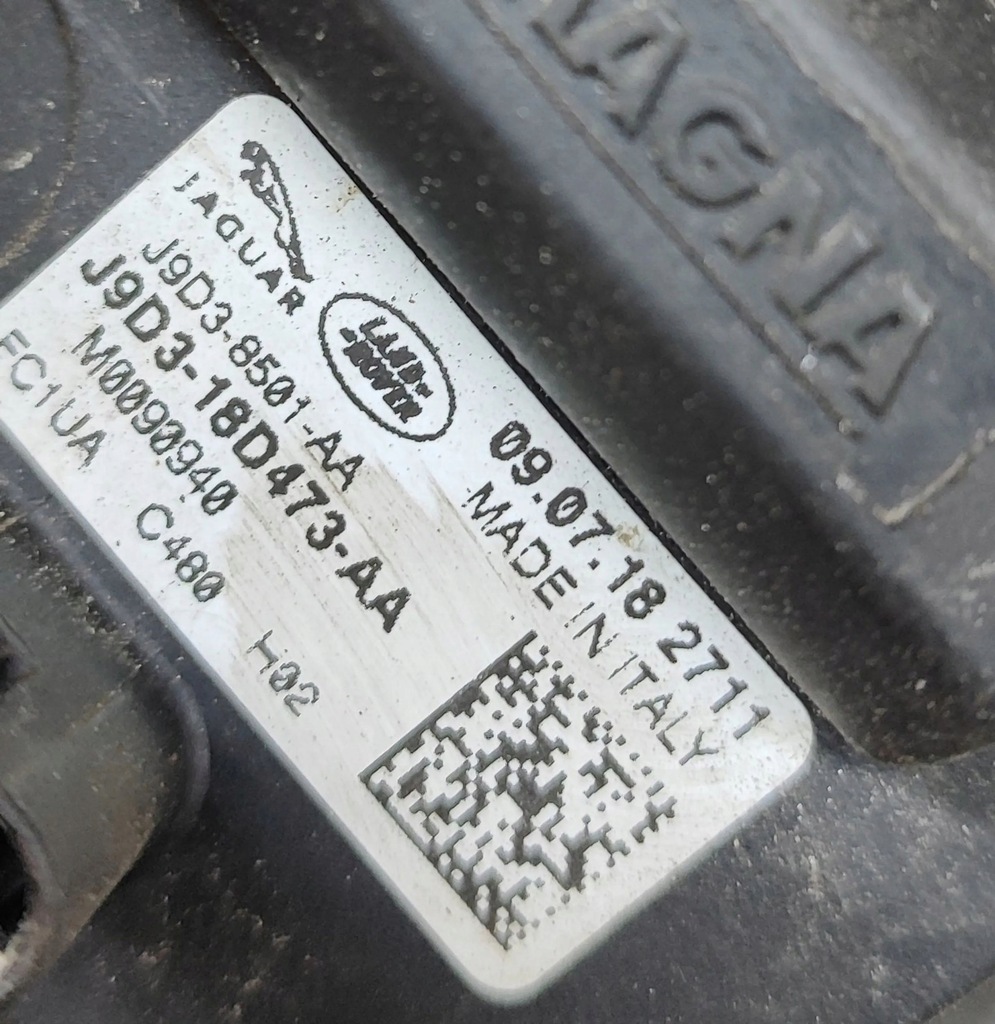 MAGNA
JAGUAR
LAND
ROVER
J9D3-8501-AA
J9D3-18D473-AA
M0090940
FC1UA C480
H02
09.07.18 2711
MADE IN ITALY